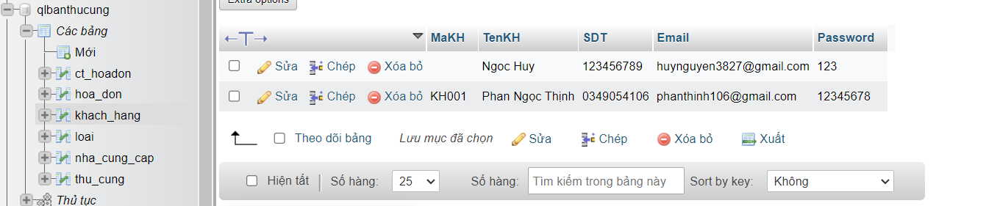 qlbanthucung
Các bảng
Mới
ct_hoadon
hoa_don
khach_hang
loai
nha_cung_cap
thu_cung
Thủ tục
Extra options
MaKH TenKH SDT Email Password
Sửa Chép Xóa bỏ Ngoc Huy 123456789 huynguyen3827@gmail.com 123
Sửa Chép Xóa bỏ KH001 Phan Ngọc Thịnh 0349054106 phanthinh106@gmail.com 12345678
Theo dõi bảng Lưu mục đã chọn Sửa Chép Xóa bỏ Xuất
Hiện tất Số hàng: 25 Số hàng: Tìm kiếm trong bảng này Sort by key: Không